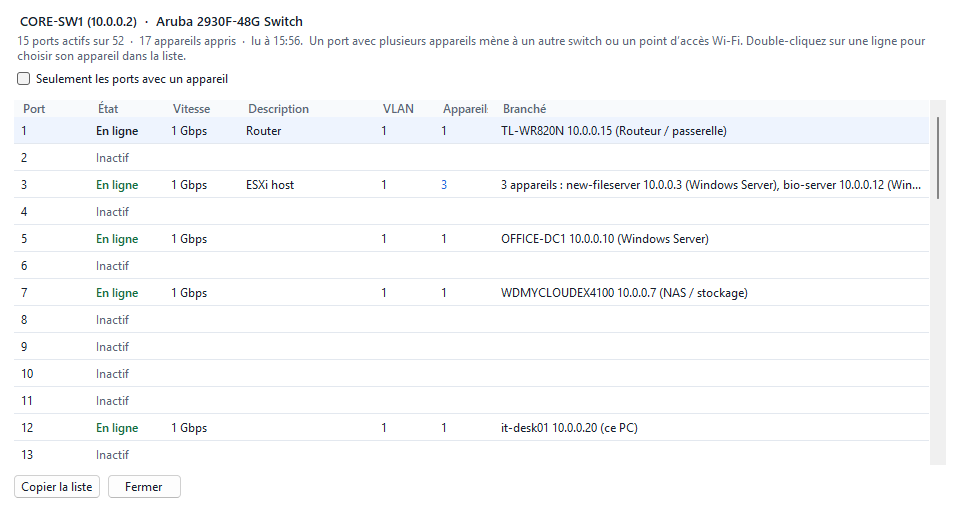 CORE-SW1 (10.0.0.2) · Aruba 2930F-48G Switch
15 ports actifs sur 52 · 17 appareils appris · lu à 15:56. Un port avec plusieurs appareils mène à un autre switch ou un point d’accès Wi-Fi. Double-cliquez sur une ligne pour
choisir son appareil dans la liste.
Seulement les ports avec un appareil
Port État Vitesse Description VLAN Appareils Branché
1 En ligne 1 Gbps Router 1 1 TL-WR820N 10.0.0.15 (Routeur / passerelle)
2 Inactif
3 En ligne 1 Gbps ESXi host 1 3 3 appareils : new-fileserver 10.0.0.3 (Windows Server), bio-server 10.0.0.12 (Win...
4 Inactif
5 En ligne 1 Gbps 1 1 OFFICE-DC1 10.0.0.10 (Windows Server)
6 Inactif
7 En ligne 1 Gbps 1 1 WDMYCLOUDEX4100 10.0.0.7 (NAS / stockage)
8 Inactif
9 Inactif
10 Inactif
11 Inactif
12 En ligne 1 Gbps 1 1 it-desk01 10.0.0.20 (ce PC)
13 Inactif
Copier la liste Fermer